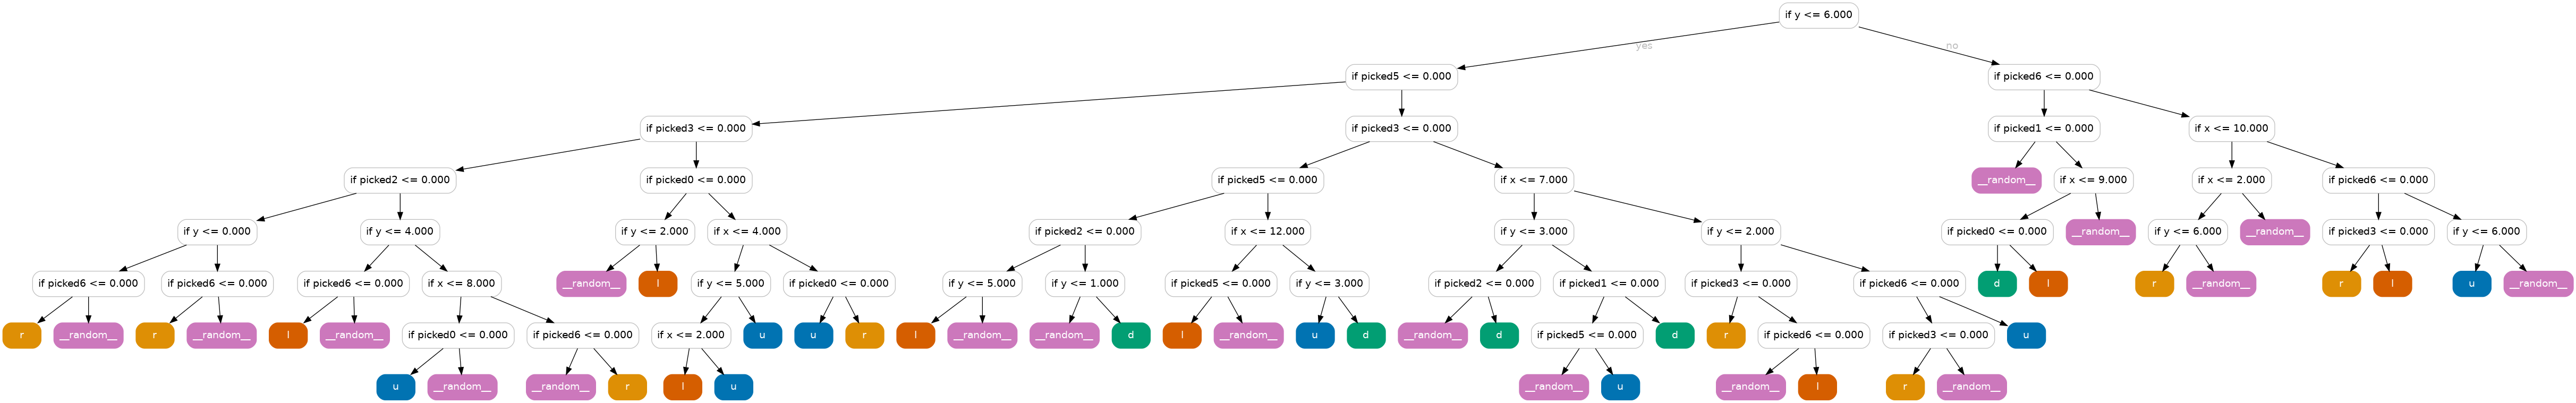 if y <= 6.000
yes
no
if picked5 <= 0.000
if picked6 <= 0.000
if picked3 <= 0.000
if picked3 <= 0.000
if picked1 <= 0.000
if x <= 10.000
if picked2 <= 0.000
if picked0 <= 0.000
if picked5 <= 0.000
if x <= 7.000
__random__
if x <= 9.000
if x <= 2.000
if picked6 <= 0.000
if y <= 0.000
if y <= 4.000
if y <= 2.000
if x <= 4.000
if picked2 <= 0.000
if x <= 12.000
if y <= 3.000
if y <= 2.000
if picked0 <= 0.000
__random__
if y <= 6.000
__random__
if picked3 <= 0.000
if y <= 6.000
if picked6 <= 0.000
if picked6 <= 0.000
if picked6 <= 0.000
if x <= 8.000
__random__
l
if y <= 5.000
if picked0 <= 0.000
if y <= 5.000
if y <= 1.000
if picked5 <= 0.000
if y <= 3.000
if picked2 <= 0.000
if picked1 <= 0.000
if picked3 <= 0.000
if picked6 <= 0.000
d
l
r
__random__
r
l
u
__random__
r
__random__
r
__random__
l
__random__
if picked0 <= 0.000
if picked6 <= 0.000
if x <= 2.000
u
u
r
l
__random__
__random__
d
l
__random__
u
d
__random__
d
if picked5 <= 0.000
d
r
if picked6 <= 0.000
if picked3 <= 0.000
u
u
__random__
__random__
r
l
u
__random__
u
__random__
l
r
__random__